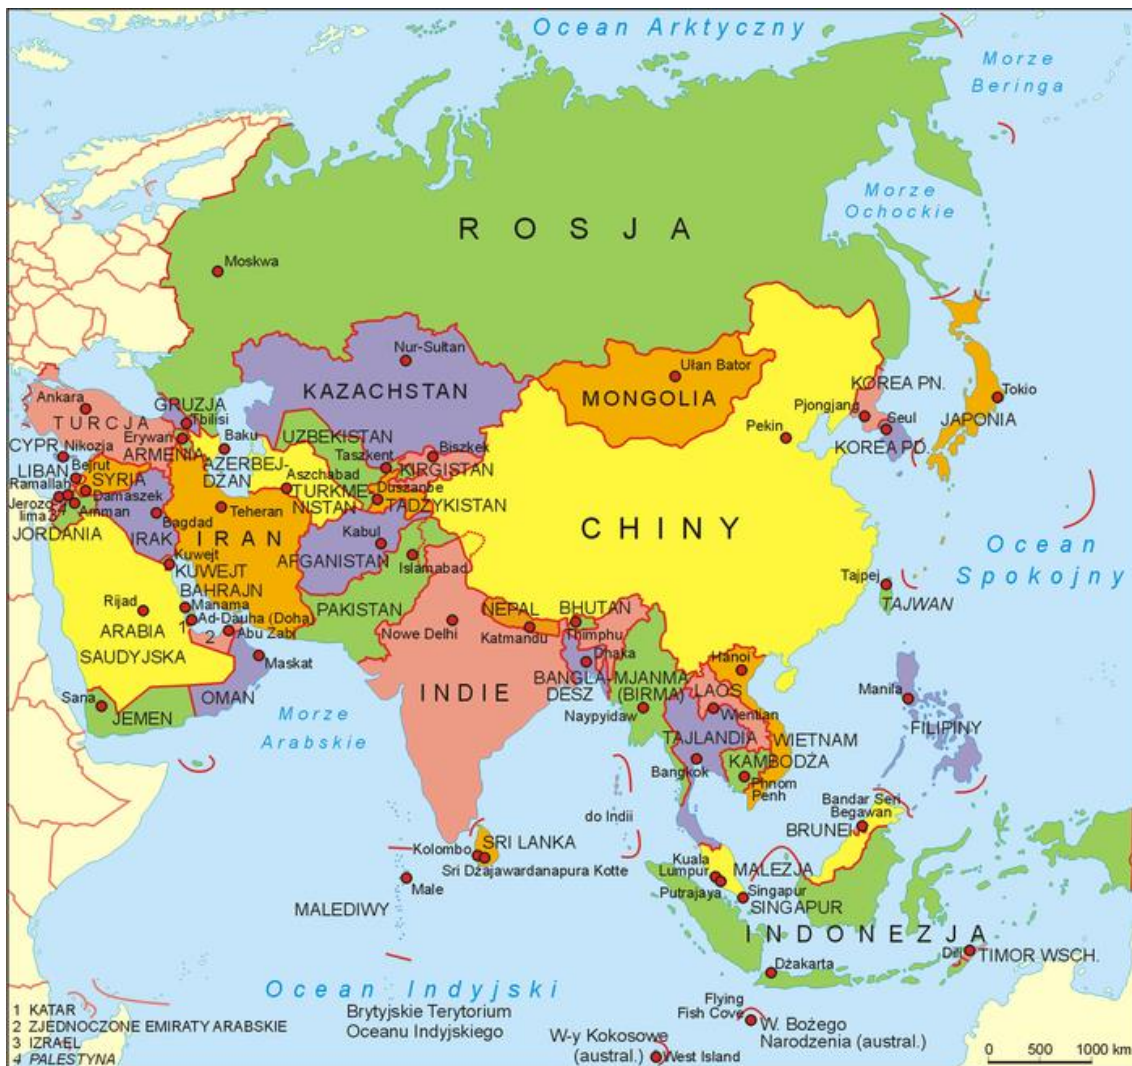 Ocean Arktyczny
Morze
Beringa
Morze
Ochockie
ROSJA
Moskwa
Nur-Sułtan
KAZACHSTAN
Ułan Bator
MONGOLIA
KOREA PN.
Pjongjang
Seul
KOREA PD.
Tokio
JAPONIA
Pekin
Ankara
TURCJA
GRUZJA
Tbilisi
Erywań
ARMENIA
Baku
AZERBEJ-
DŻAN
UZBEKISTAN
Taszkent
Biszkek
KIRGISTAN
Aszchabad
TURKME-
NISTAN
Duszanbe
TADŻYKISTAN
CYPR
Nikozja
LIBAN
Bejrut
SYRIA
Ramallah
Damaszek
Jerozo
lima
3
4
Amman
JORDANIA
Bagdad
IRAK
Teheran
IRAN
Kabul
AFGANISTAN
Islamabad
CHINY
Ocean
Spokojny
Kuwejt
KUWEJT
BAHRAJN
Manama
Rijad
1
Ad-Dauha (Doha)
2
Abu Zabi
ARABIA
SAUDYJSKA
Maskat
PAKISTAN
Nowe Delhi
NEPAL
Katmandu
BHUTAN
Thimphu
Dhaka
Tajpej
TAJWAN
Sana
JEMEN
OMAN
Morze
Arabskie
INDIE
BANGLA-
DESZ
MJANMA
(BIRMA)
Naypyidaw
Hanoi
LAOS
Wientian
TAJLANDIA
Bangkok
WIETNAM
KAMBODŻA
Phnom
Penh
Manila
FILIPINY
do Indii
Bandar Seri
Begawan
BRUNEI
Kolombo
SRI LANKA
Sri Dżajawardanapura Kotte
Male
MALEDIWY
Kuala
Lumpur
MALEZJA
Putrajaya
Singapur
SINGAPUR
INDONEZJA
Dili
TIMOR WSCH.
Dżakarta
Ocean Indyjski
Brytyjskie Terytorium
Oceanu Indyjskiego
Flying
Fish Cove
W. Bożego
Narodzenia (austral.)
W-y Kokosowe
(austral.)
West Island
1 KATAR
2 ZJEDNOCZONE EMIRATY ARABSKIE
3 IZRAEL
4 PALESTYNA
0 500 1000 km